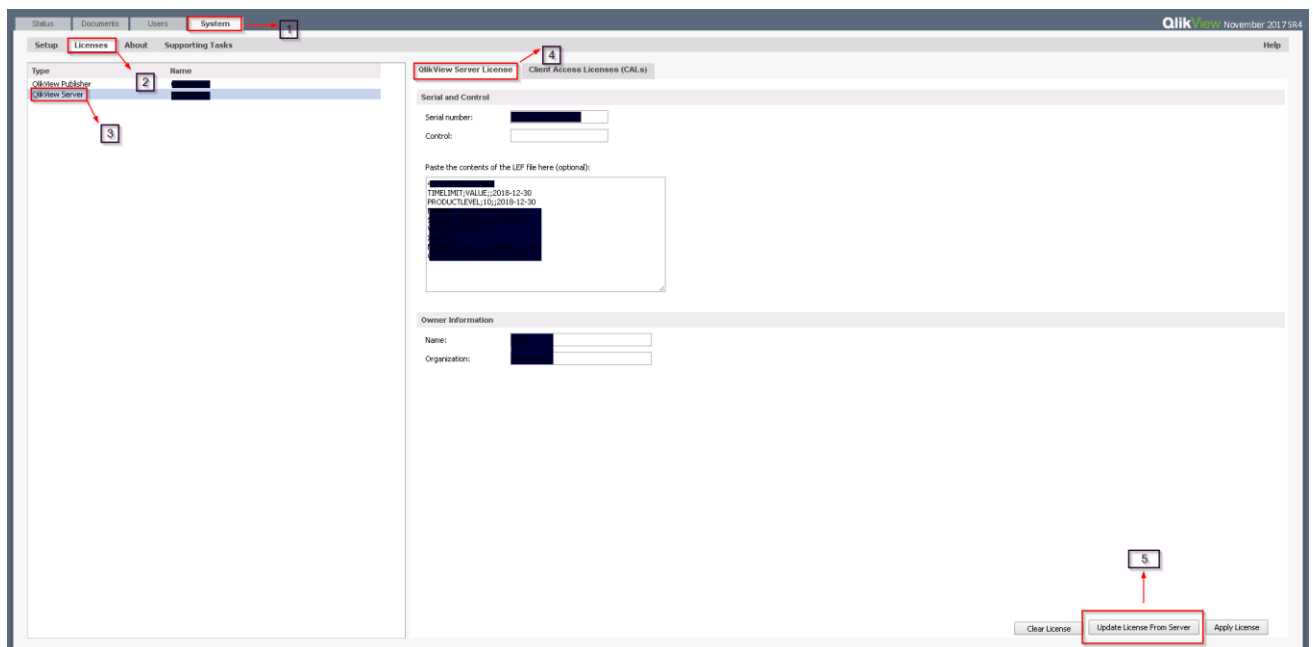 Status Documents Users System 1 QlikView November 2017 SR4
Setup Licenses About Supporting Tasks Help
4
QlikView Server License Client Access Licenses (CALs)
Type Name
QlikView Publisher 2
QlikView Server
3
Serial and Control
Serial number:
Control:
Paste the contents of the LEF file here (optional):
TIMELIMIT;VALUE;;2018-12-30
PRODUCTLEVEL;10;;2018-12-30
Owner Information
Name:
Organization:
5
Clear License Update License From Server Apply License